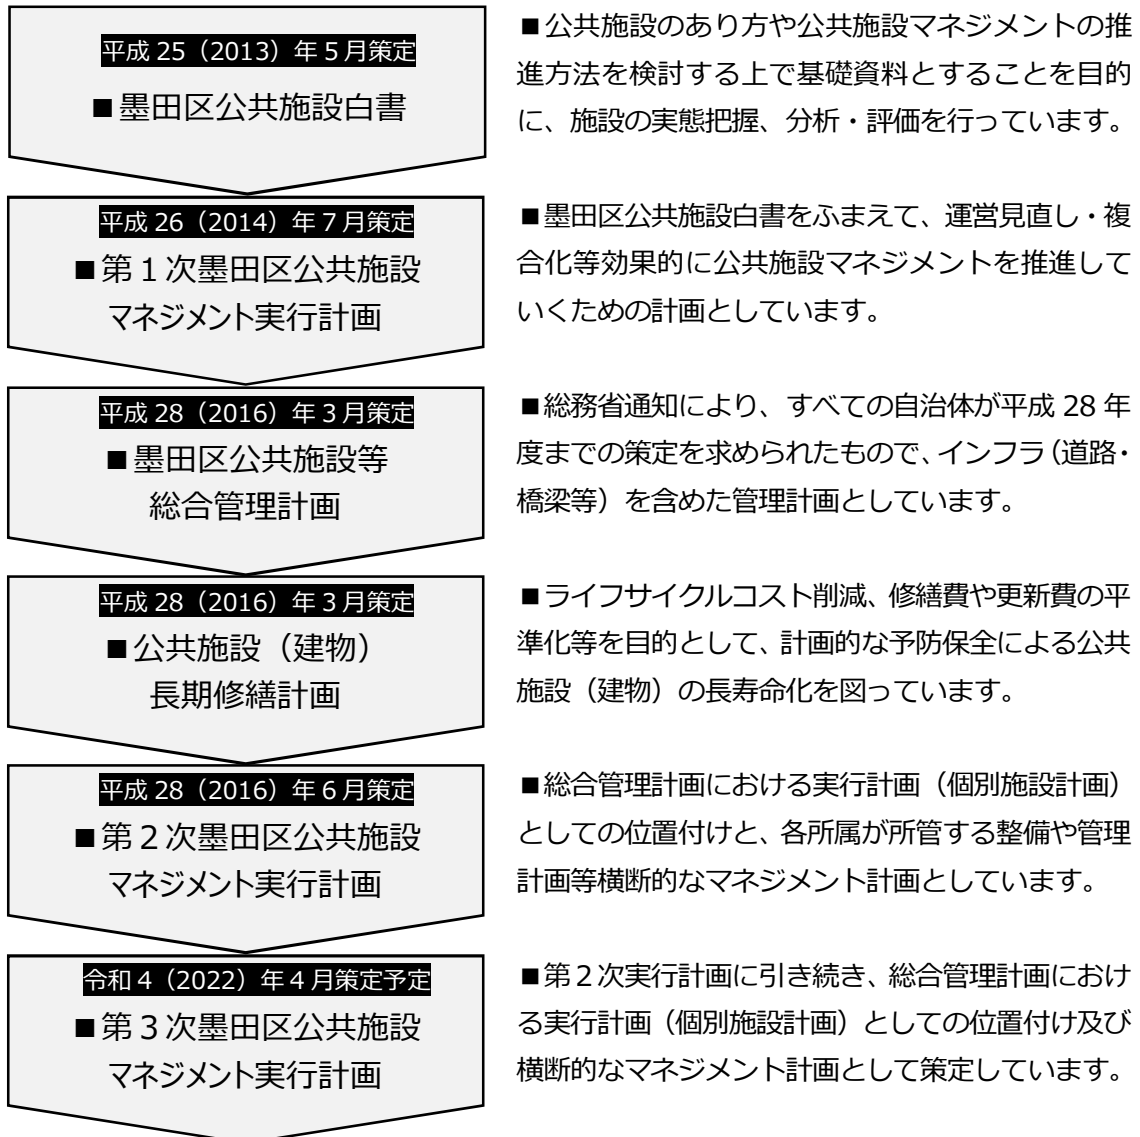 平成 25（2013）年 5 月策定
■墨田区公共施設白書
■公共施設のあり方や公共施設マネジメントの推
進方法を検討する上で基礎資料とすることを目的
に、施設の実態把握、分析・評価を行っています。
平成 26（2014）年 7 月策定
■第１次墨田区公共施設
マネジメント実行計画
■墨田区公共施設白書をふまえて、運営見直し・複
合化等効果的に公共施設マネジメントを推進して
いくための計画としています。
平成 28（2016）年 3 月策定
■墨田区公共施設等
総合管理計画
■総務省通知により、すべての自治体が平成 28 年
度までの策定を求められたもので、インフラ（道路・
橋梁等）を含めた管理計画としています。
平成 28（2016）年 3 月策定
■公共施設（建物）
長期修繕計画
■ライフサイクルコスト削減、修繕費や更新費の平
準化等を目的として、計画的な予防保全による公共
施設（建物）の長寿命化を図っています。
平成 28（2016）年 6 月策定
■第２次墨田区公共施設
マネジメント実行計画
■総合管理計画における実行計画（個別施設計画）
としての位置付けと、各所属が所管する整備や管理
計画等横断的なマネジメント計画としています。
令和 4（2022）年 4 月策定予定
■第３次墨田区公共施設
マネジメント実行計画
■第２次実行計画に引き続き、総合管理計画におけ
る実行計画（個別施設計画）としての位置付け及び
横断的なマネジメント計画として策定しています。